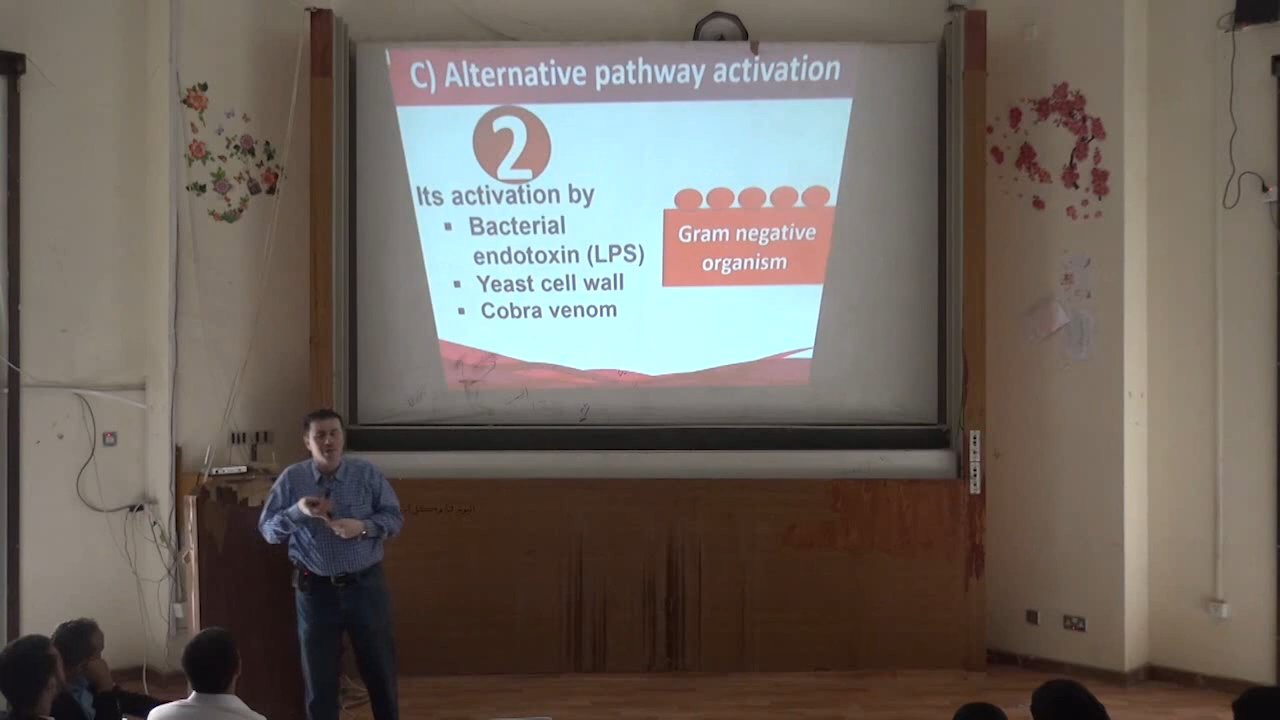 C) Alternative pathway activation
2
Its activation by
▪ Bacterial
endotoxin (LPS)
▪ Yeast cell wall
▪ Cobra venom
Gram negative
organism